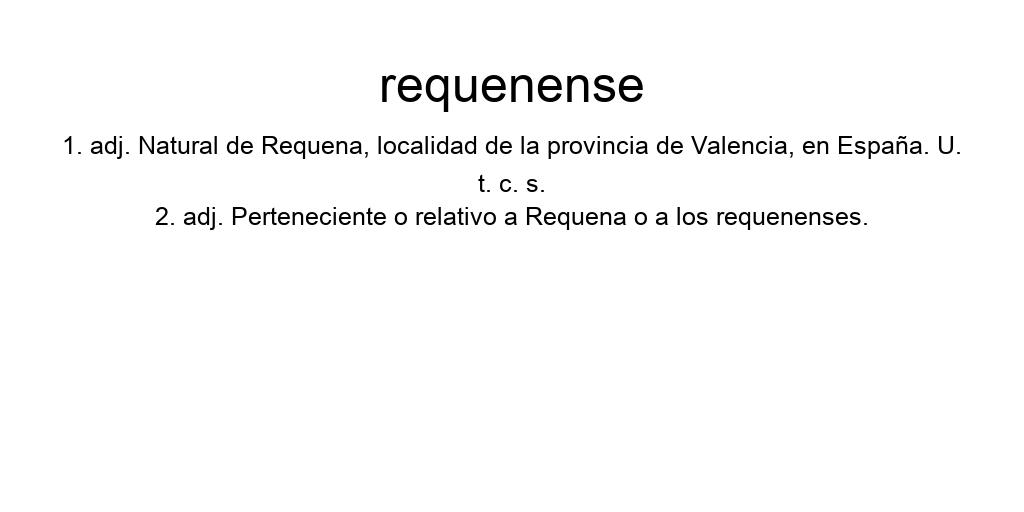 requenense
1. adj. Natural de Requena, localidad de la provincia de Valencia, en España. U.
t. c. s.
2. adj. Perteneciente o relativo a Requena o a los requenenses.